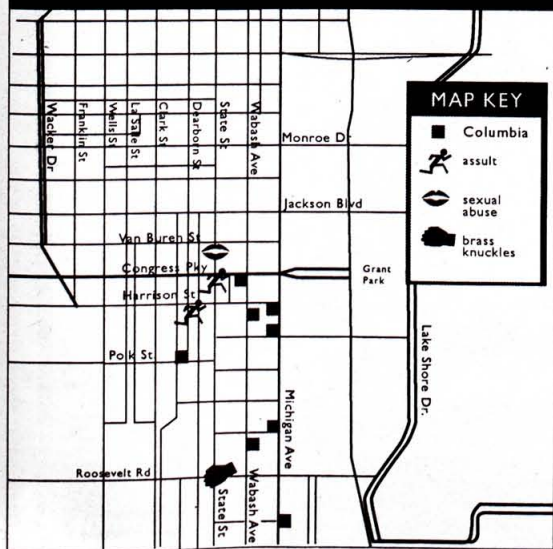 Wacker Dr
Franklin St
Wells St
La Salle St
Clark St
Dearborn St
State St
Wabash Ave
Monroe Dr
Jackson Blvd
Van Buren St
Congress Pky
Harrison St
Grant
Park
Polk St.
Lake Shore Dr.
Michigan Ave
Roosevelt Rd
State St
Wabash Ave
MAP KEY
Columbia
assult
sexual
abuse
brass
knuckles